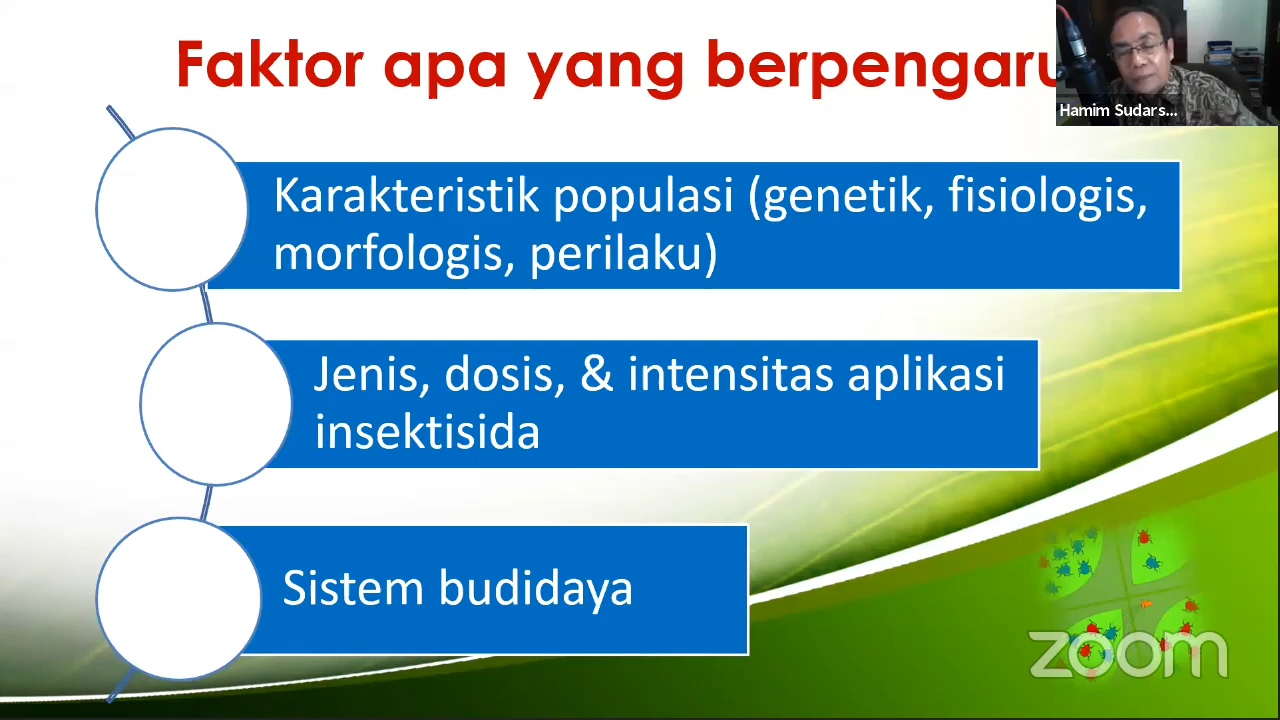 Faktor apa yang berpengaru
Hamim Sudars...
Karakteristik populasi (genetik, fisiologis,
morfologis, perilaku)
Jenis, dosis, & intensitas aplikasi
insektisida
Sistem budidaya
zoom